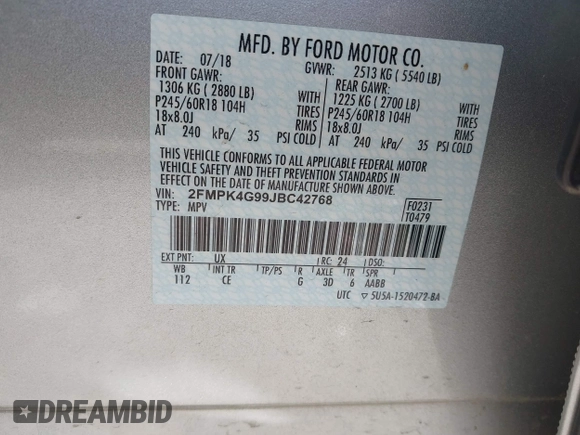 MFD. BY FORD MOTOR CO.
DATE: 07/18 GVWR: 2513 KG ( 5540 LB)
FRONT GAWR: REAR GAWR:
1306 KG ( 2880 LB) WITH 1225 KG ( 2700 LB) WITH
P245/60R18 104H TIRES P245/60R18 104H TIRES
18x8.0J RIMS 18x8.0J RIMS
AT 240 kPa/ 35 PSI COLD AT 240 kPa/ 35 PSI COLD
THIS VEHICLE CONFORMS TO ALL APPLICABLE FEDERAL MOTOR
VEHICLE SAFETY AND THEFT PREVENTION STANDARDS IN
EFFECT ON THE DATE OF MANUFACTURE SHOWN ABOVE.
VIN: 2FMPK4G99JBC42768 F0231
TYPE: MPV T0479
EXT PNT: UX RC: 24 DSO:
WB INT TR TP/PS R AXLE TR SPR
112 CE G 3D 6 AABB
UTC ▽ 5U5A-1520472-BA
DREAMBID